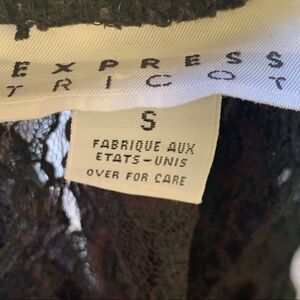 EXPRESS
TRICOT
S
FABRIQUE AUX
ETATS-UNIS
OVER FOR CARE